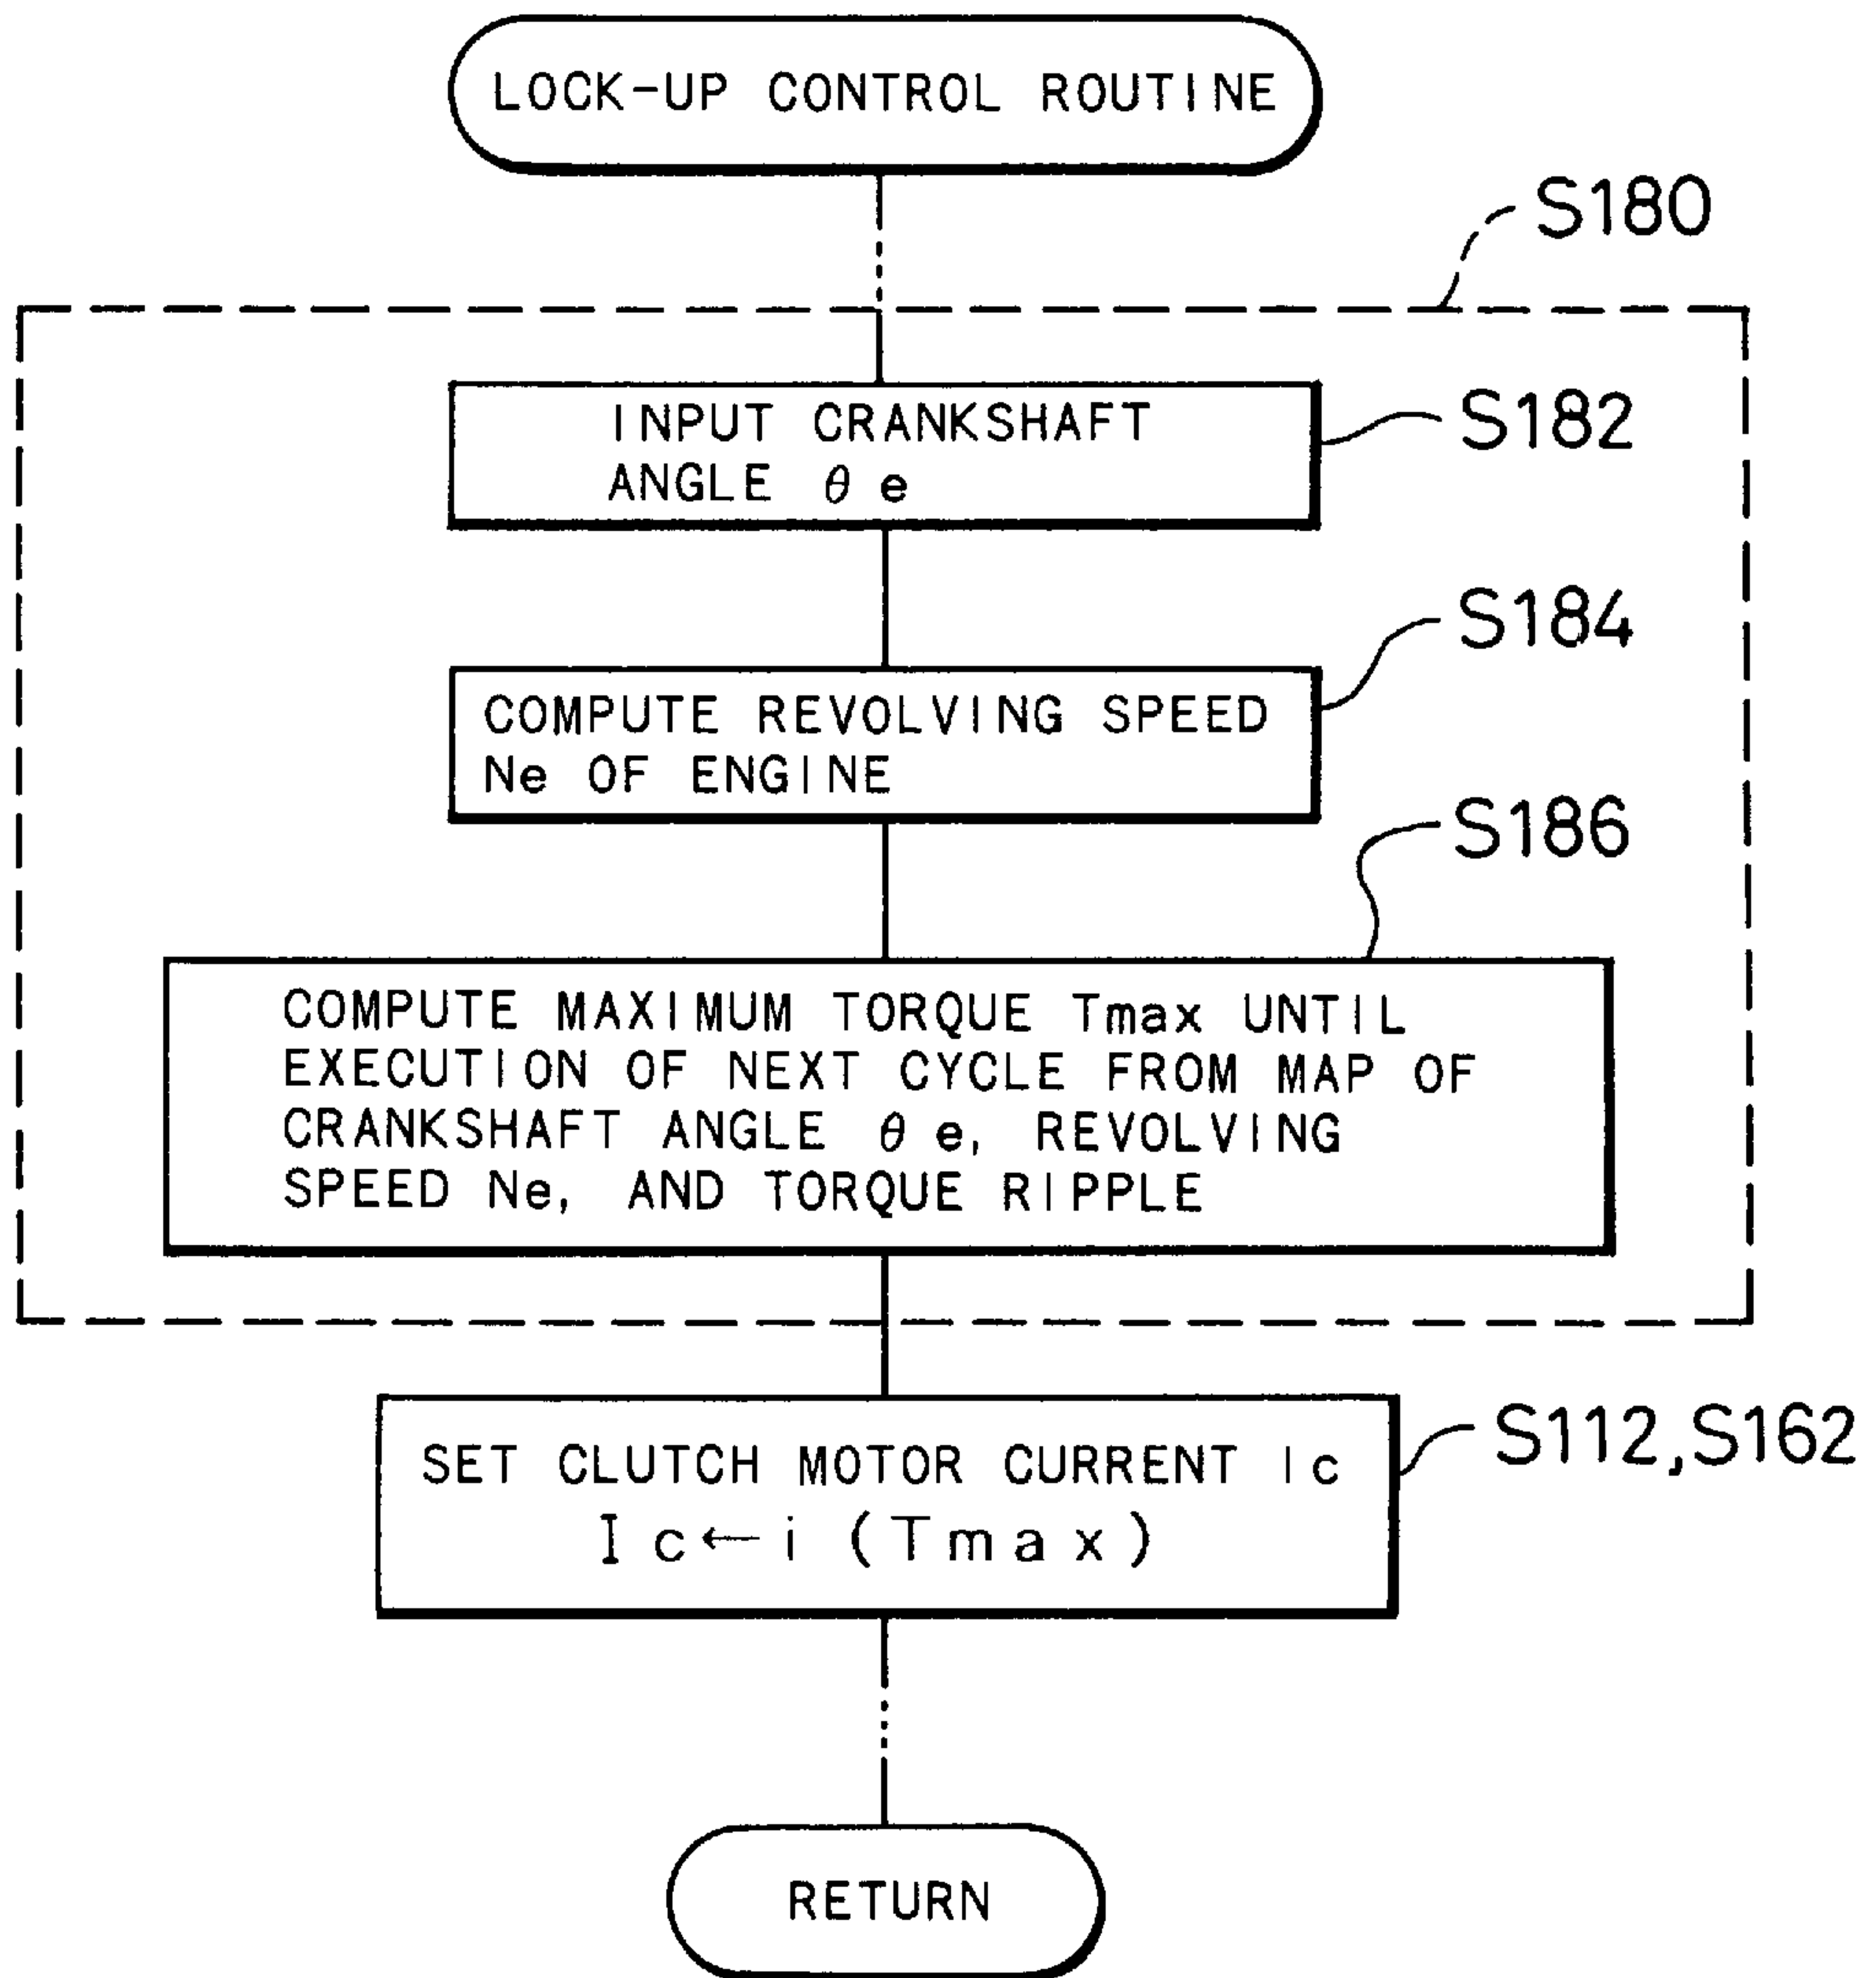 LOCK-UP CONTROL ROUTINE
S180
INPUT CRANKSHAFT
ANGLE θe
S182
S184
COMPUTE REVOLVING SPEED
Ne OF ENGINE
S186
COMPUTE MAXIMUM TORQUE Tmax UNTIL
EXECUTION OF NEXT CYCLE FROM MAP OF
CRANKSHAFT ANGLE θe, REVOLVING
SPEED Ne, AND TORQUE RIPPLE
S112,S162
SET CLUTCH MOTOR CURRENT Ic
Ic←i (Tmax)
RETURN